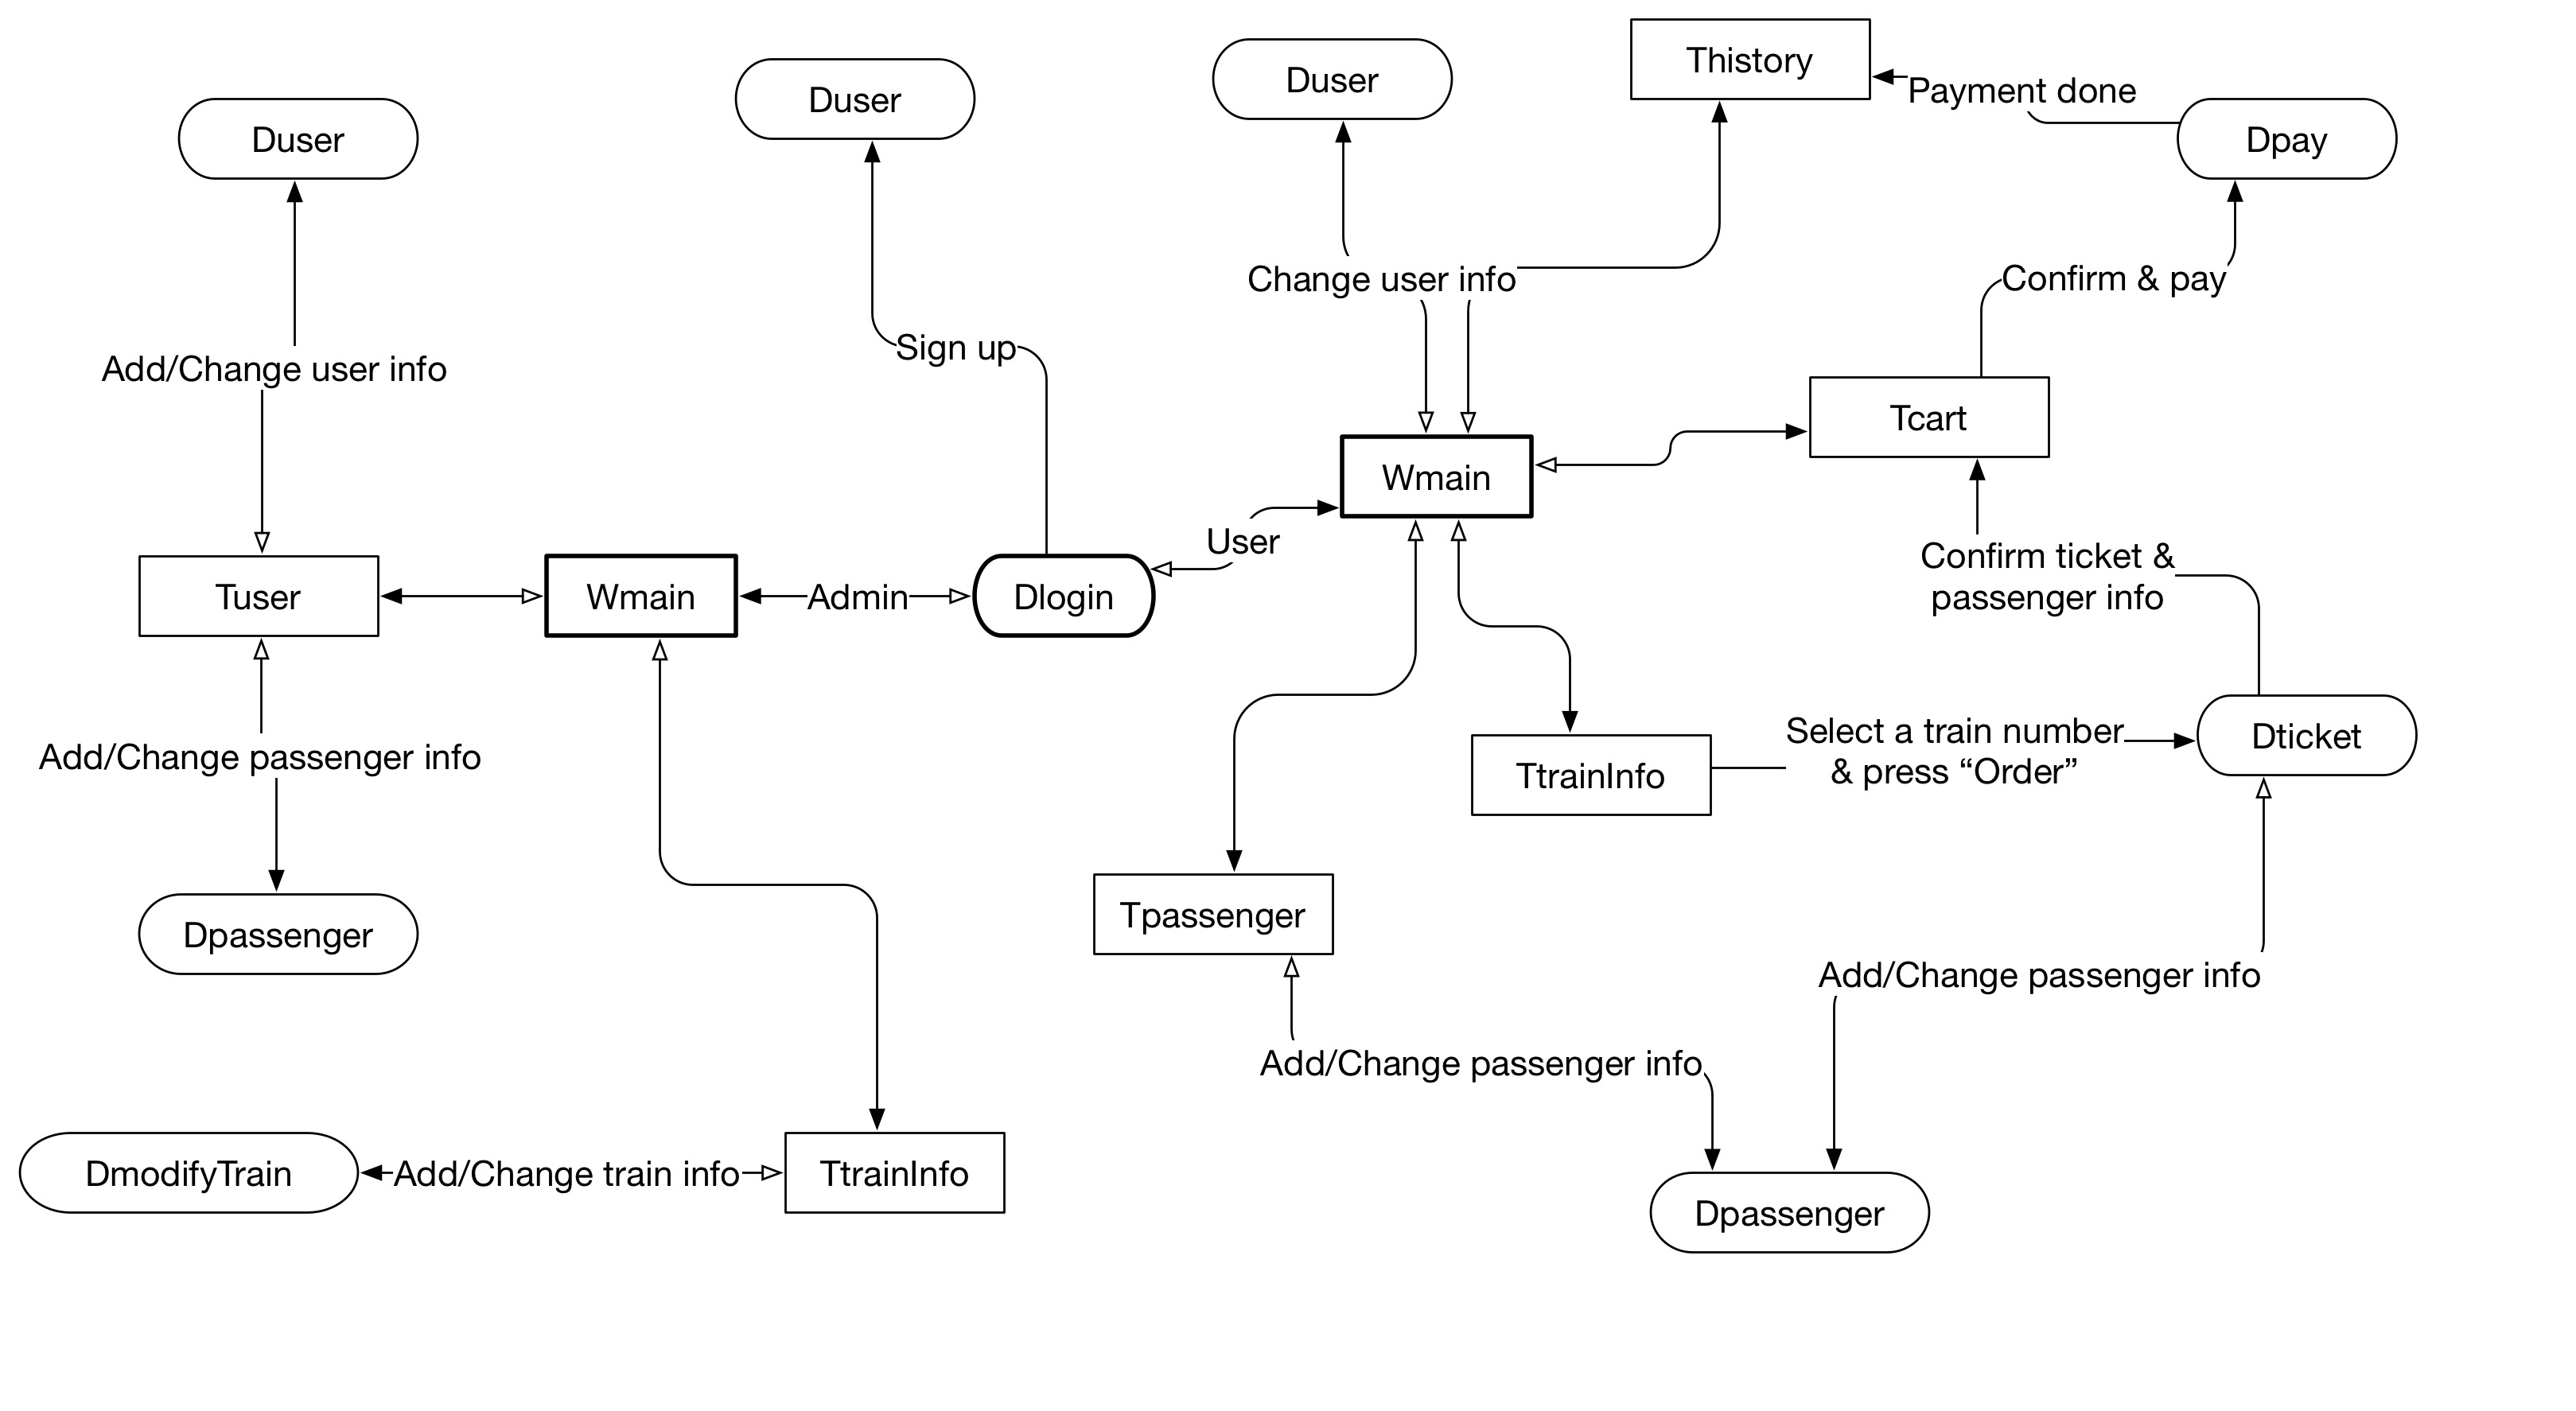 Thistory
Duser
Payment done
Duser
Duser
Dpay
Change user info
Confirm & pay
Sign up
Add/Change user info
Tcart
Wmain
User
Confirm ticket &
passenger info
Tuser
Wmain
Admin
Dlogin
Select a train number
& press “Order”
Dticket
Add/Change passenger info
TtrainInfo
Tpassenger
Dpassenger
Add/Change passenger info
Add/Change passenger info
DmodifyTrain
Add/Change train info
TtrainInfo
Dpassenger